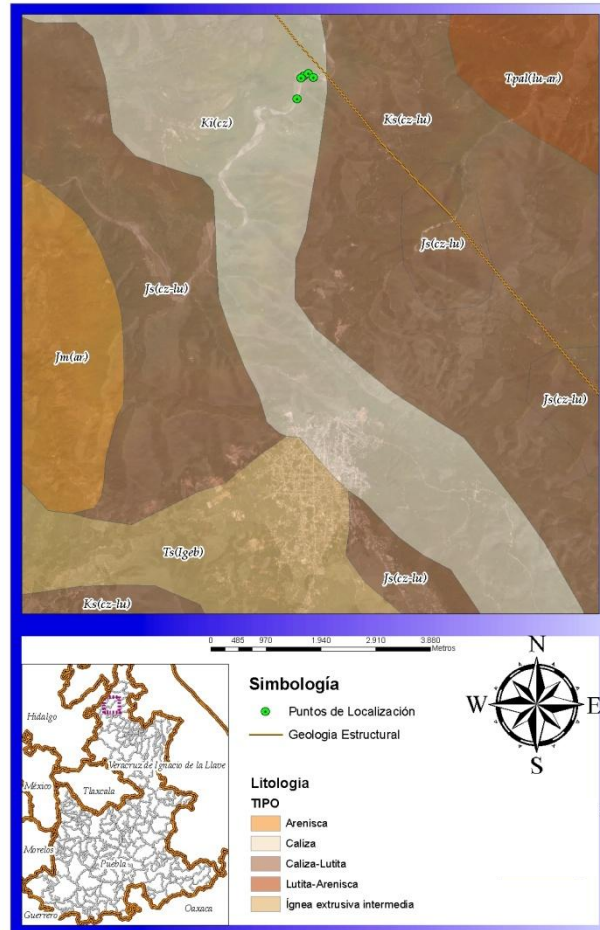 Tpal(lu-ar)
Ki(cz)
Ks(cz-lu)
Js(cz-lu)
Js(cz-lu)
Jm(ar)
Js(cz-lu)
Ts(Igeb)
Js(cz-lu)
Ks(cz-lu)
0 485 970 1.940 2.910 3.880
Metros
N
W E
S
Simbología
Puntos de Localización
Geologia Estructural
Litologia
TIPO
Arenisca
Caliza
Caliza-Lutita
Lutita-Arenisca
Ígnea extrusiva intermedia
Hidalgo
Veracruz de Ignacio de la Llave
México
Tlaxcala
Morelos
Puebla
Guerrero
Oaxaca